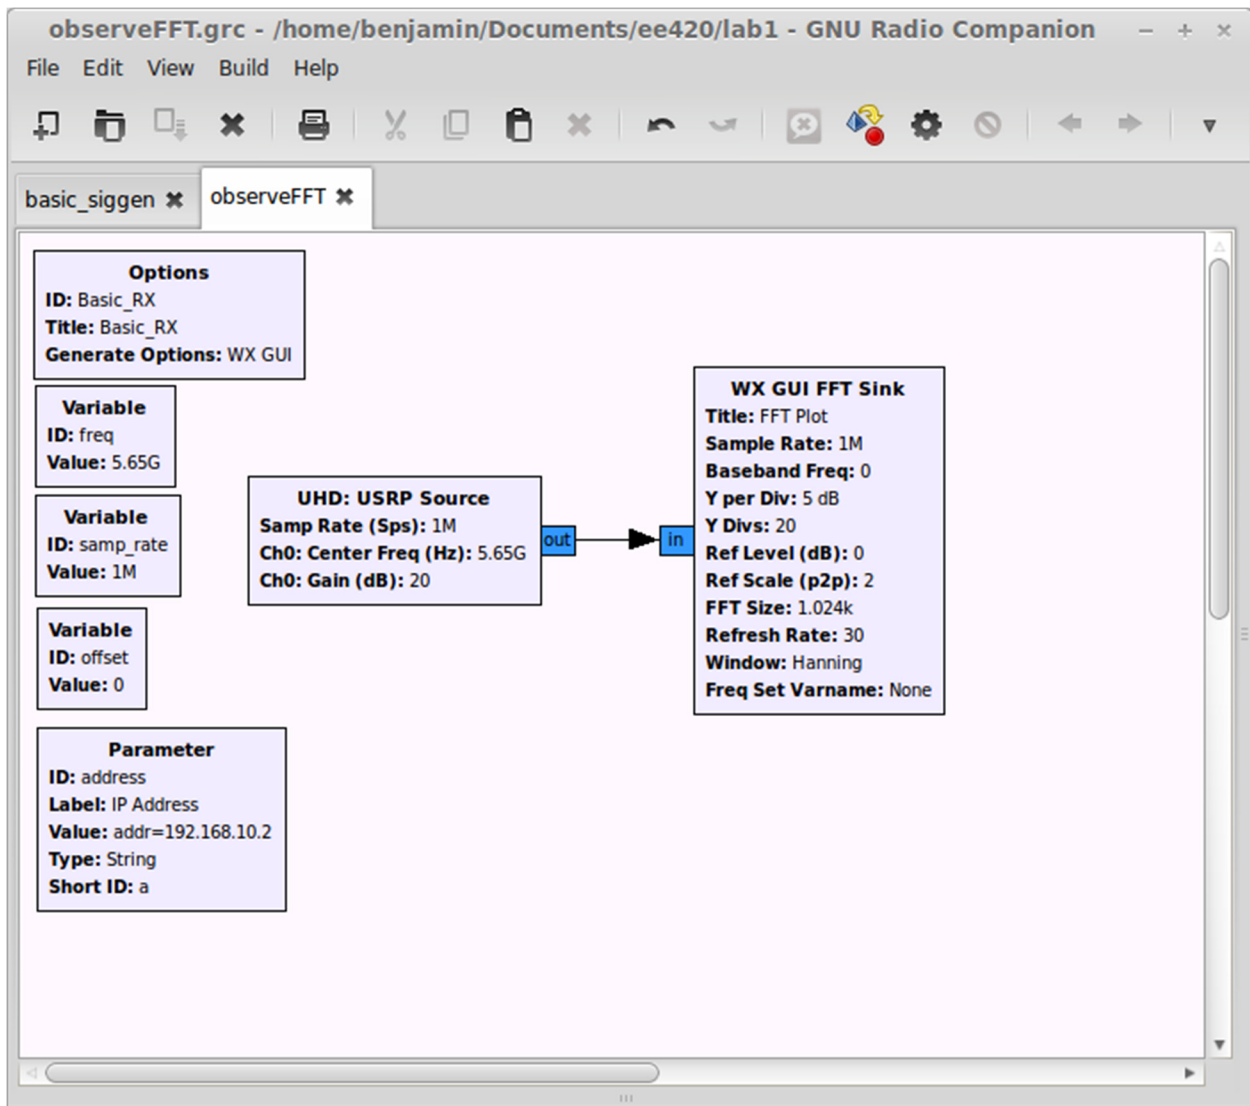 observeFFT.grc - /home/benjamin/Documents/ee420/lab1 - GNU Radio Companion
File Edit View Build Help
basic_siggen observeFFT
Options
ID: Basic_RX
Title: Basic_RX
Generate Options: WX GUI
Variable
ID: freq
Value: 5.65G
Variable
ID: samp_rate
Value: 1M
Variable
ID: offset
Value: 0
Parameter
ID: address
Label: IP Address
Value: addr=192.168.10.2
Type: String
Short ID: a
UHD: USRP Source
Samp Rate (Sps): 1M
Ch0: Center Freq (Hz): 5.65G
Ch0: Gain (dB): 20
out
in
WX GUI FFT Sink
Title: FFT Plot
Sample Rate: 1M
Baseband Freq: 0
Y per Div: 5 dB
Y Divs: 20
Ref Level (dB): 0
Ref Scale (p2p): 2
FFT Size: 1.024k
Refresh Rate: 30
Window: Hanning
Freq Set Varname: None